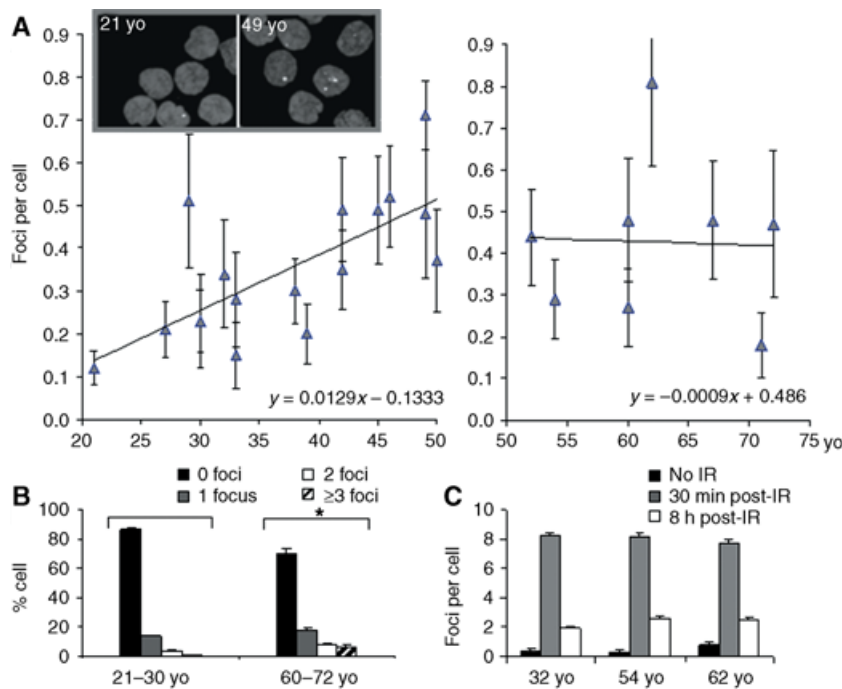 A
21 yo
49 yo
Foci per cell
0.9
0.8
0.7
0.6
0.5
0.4
0.3
0.2
0.1
0.0
20 25 30 35 40 45 50
y = 0.0129x – 0.1333
0.9
0.8
0.7
0.6
0.5
0.4
0.3
0.2
0.1
0.0
50 55 60 65 70 75 yo
y = –0.0009x + 0.486
B
0 foci
1 focus
2 foci
≥3 foci
% cell
100
80
60
40
20
0
*
21–30 yo
60–72 yo
C
No IR
30 min post-IR
8 h post-IR
Foci per cell
10
8
6
4
2
0
32 yo
54 yo
62 yo